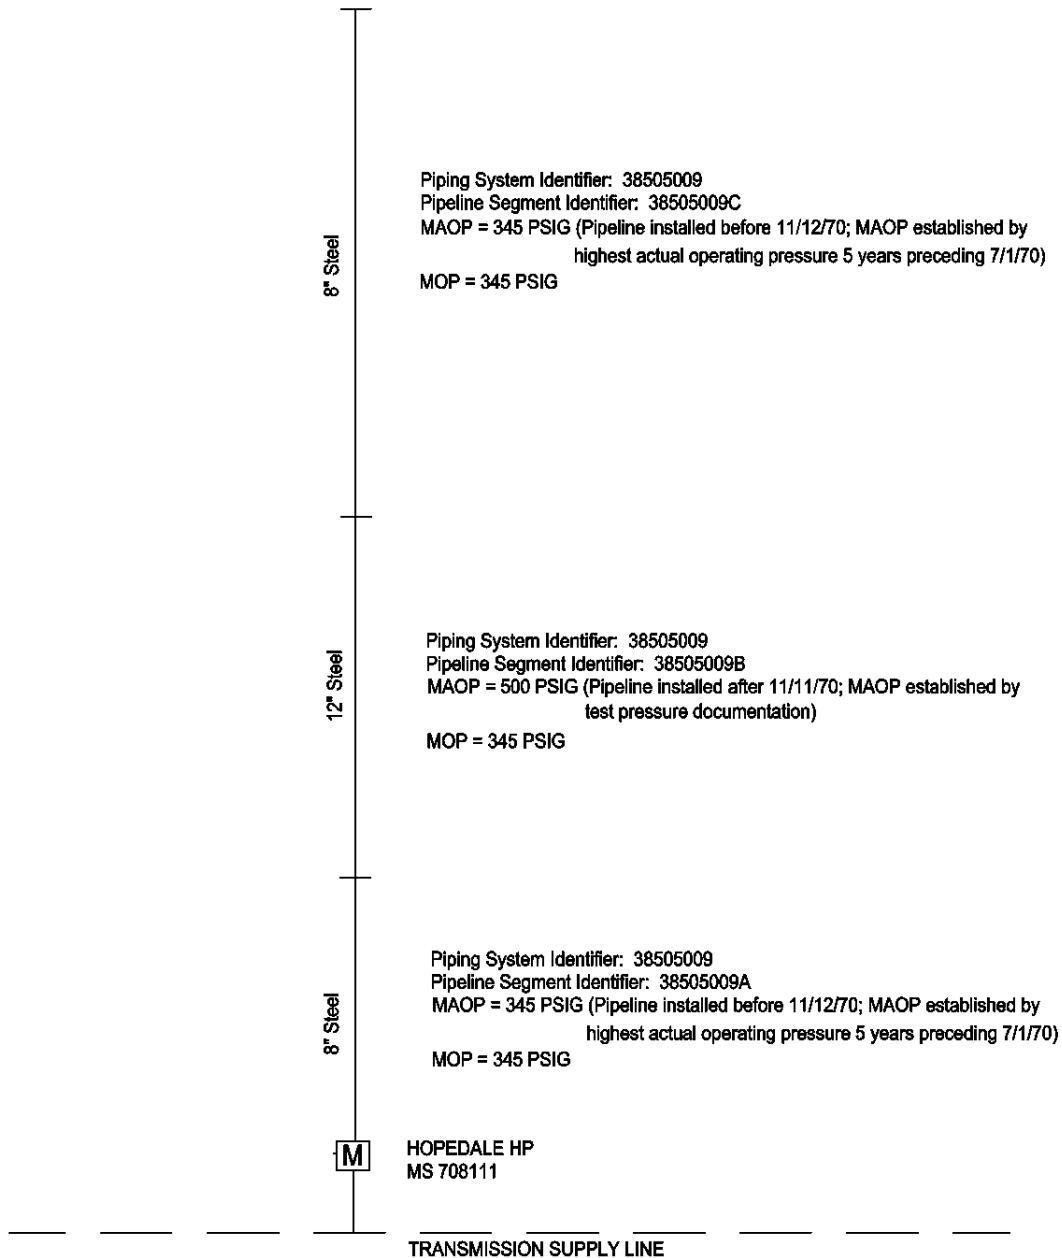 8" Steel
Piping System Identifier: 38505009
Pipeline Segment Identifier: 38505009C
MAOP = 345 PSIG (Pipeline installed before 11/12/70; MAOP established by
highest actual operating pressure 5 years preceding 7/1/70)
MOP = 345 PSIG
12" Steel
Piping System Identifier: 38505009
Pipeline Segment Identifier: 38505009B
MAOP = 500 PSIG (Pipeline installed after 11/11/70; MAOP established by
test pressure documentation)
MOP = 345 PSIG
8" Steel
Piping System Identifier: 38505009
Pipeline Segment Identifier: 38505009A
MAOP = 345 PSIG (Pipeline installed before 11/12/70; MAOP established by
highest actual operating pressure 5 years preceding 7/1/70)
MOP = 345 PSIG
M
HOPEDALE HP
MS 708111
TRANSMISSION SUPPLY LINE